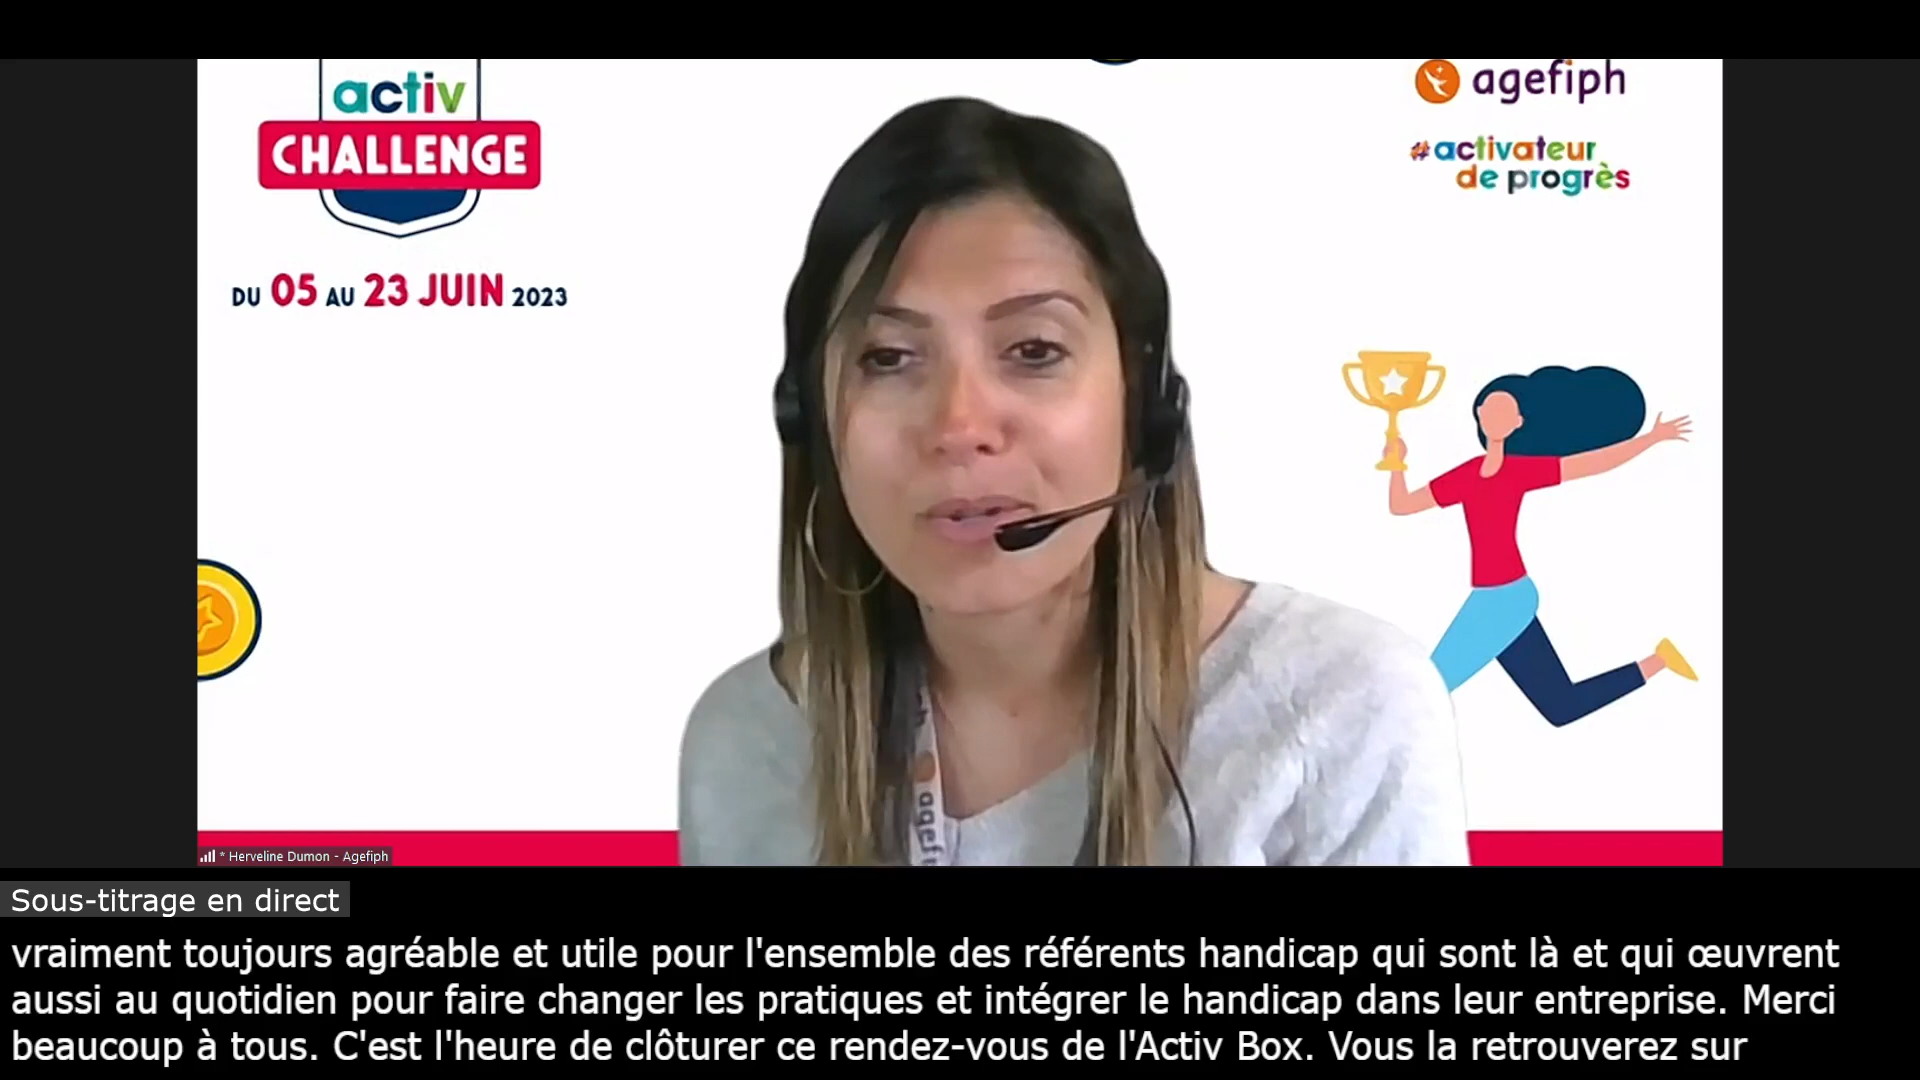 activ
CHALLENGE
DU 05 AU 23 JUIN 2023
agefiph
#activateur
de progrès
* Herveline Dumon - Agefiph
Sous-titrage en direct
vraiment toujours agréable et utile pour l'ensemble des référents handicap qui sont là et qui œuvrent
aussi au quotidien pour faire changer les pratiques et intégrer le handicap dans leur entreprise. Merci
beaucoup à tous. C'est l'heure de clôturer ce rendez-vous de l'Activ Box. Vous la retrouverez sur